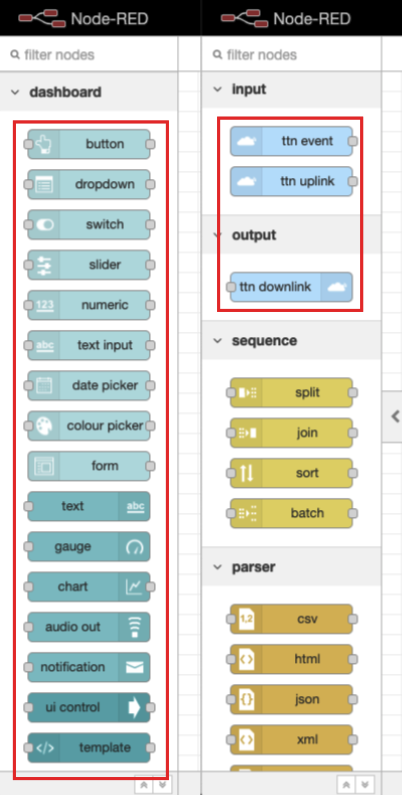 Node-RED
filter nodes
dashboard
button
dropdown
switch
slider
123
numeric
abc
text input
date picker
colour picker
form
text
abc
gauge
chart
audio out
notification
ui control
</>
template
Node-RED
filter nodes
input
ttn event
ttn uplink
output
ttn downlink
sequence
split
join
sort
batch
parser
1,2
csv
<>
html
{}
json
<>
xml